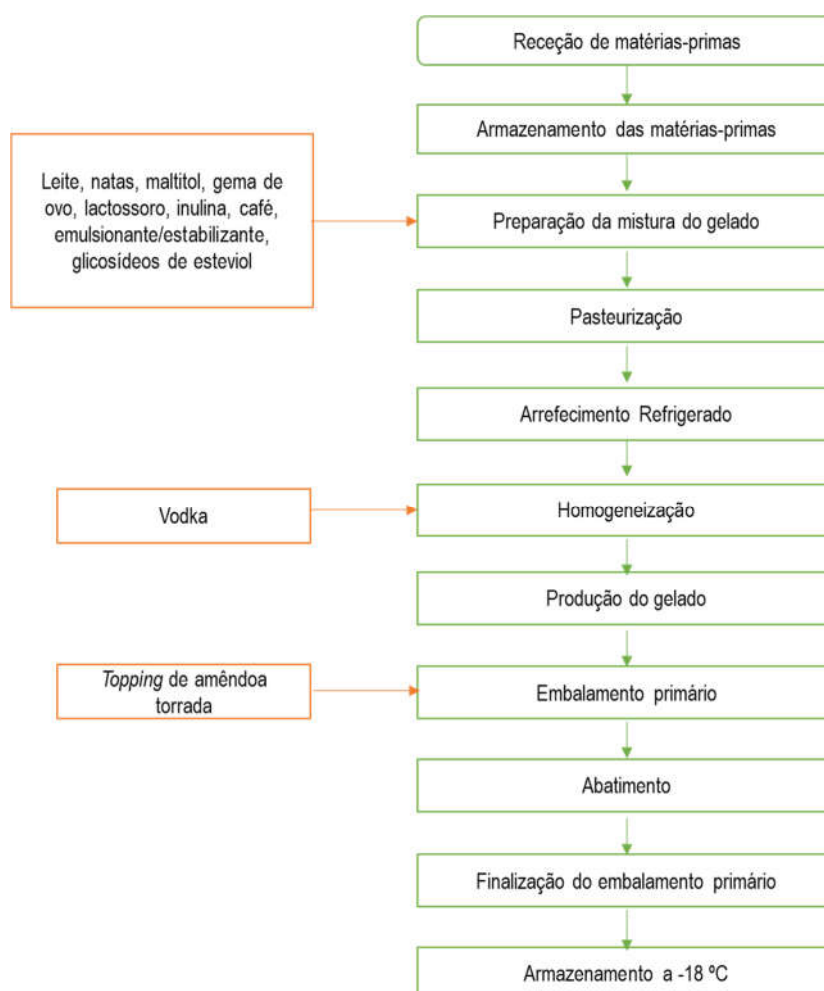 Receção de matérias-primas
Armazenamento das matérias-primas
Leite, natas, maltitol, gema de
ovo, lactossoro, inulina, café,
emulsionante/estabilizante,
glicosídeos de esteviol
Preparação da mistura do gelado
Pasteurização
Arrefecimento Refrigerado
Vodka
Homogeneização
Produção do gelado
Topping de amêndoa
torrada
Embalamento primário
Abatimento
Finalização do embalamento primário
Armazenamento a -18 ºC